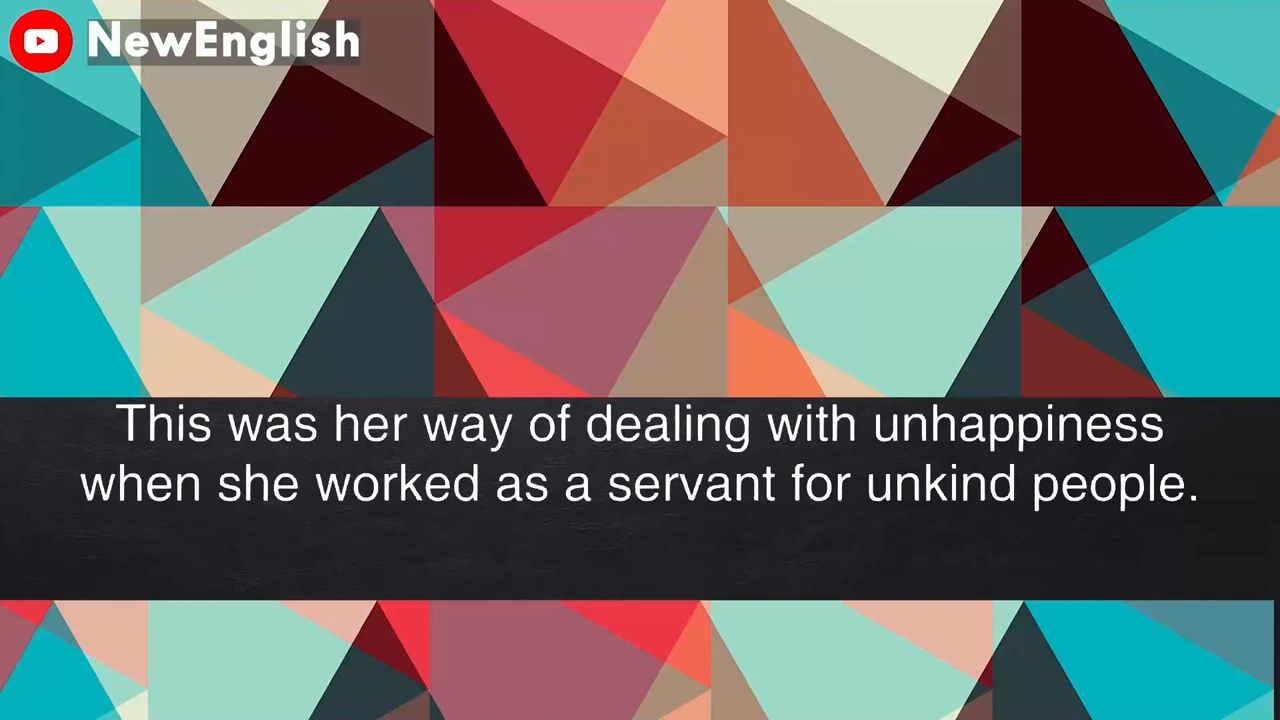 NewEnglish
This was her way of dealing with unhappiness
when she worked as a servant for unkind people.